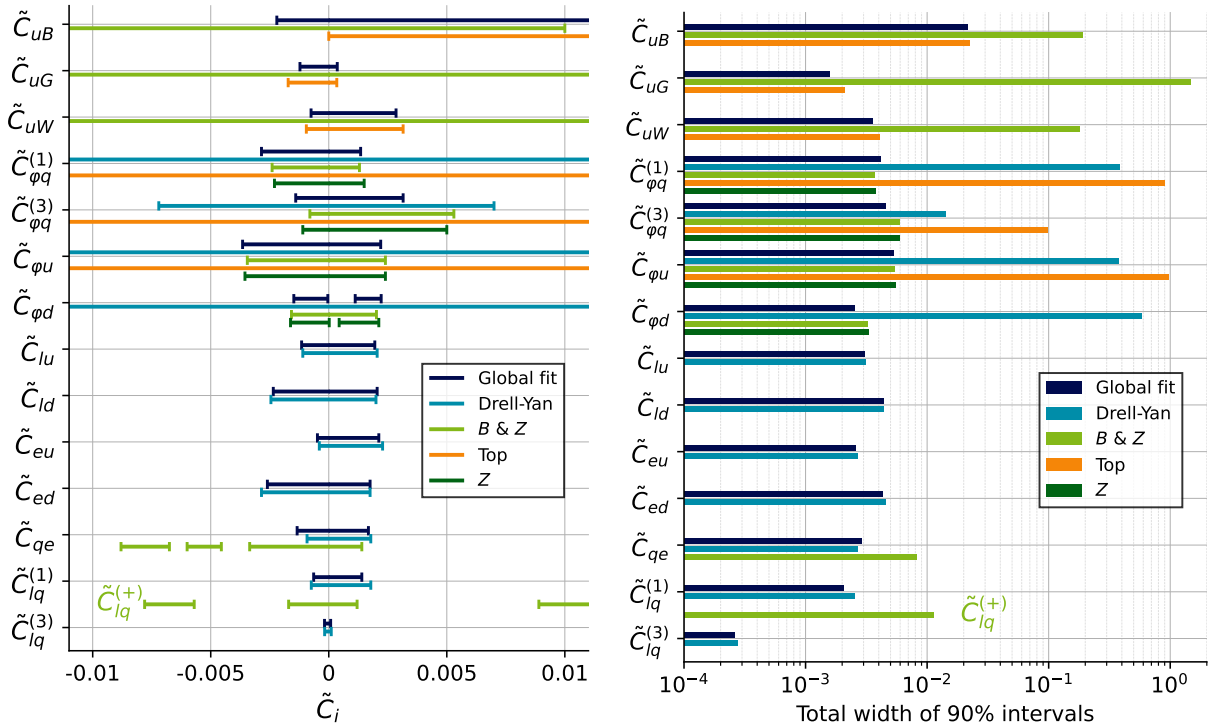 C̃_{uB}
C̃_{uG}
C̃_{uW}
C̃_{φq}^{(1)}
C̃_{φq}^{(3)}
C̃_{φu}
C̃_{φd}
C̃_{lu}
C̃_{ld}
C̃_{eu}
C̃_{ed}
C̃_{qe}
C̃_{lq}^{(1)}
C̃_{lq}^{(+)}
C̃_{lq}^{(3)}
Global fit
Drell-Yan
B & Z
Top
Z
-0.01 -0.005 0 0.005 0.01
C̃_i
C̃_{uB}
C̃_{uG}
C̃_{uW}
C̃_{φq}^{(1)}
C̃_{φq}^{(3)}
C̃_{φu}
C̃_{φd}
C̃_{lu}
C̃_{ld}
C̃_{eu}
C̃_{ed}
C̃_{qe}
C̃_{lq}^{(1)}
C̃_{lq}^{(+)}
C̃_{lq}^{(3)}
Global fit
Drell-Yan
B & Z
Top
Z
10^{−4} 10^{−3} 10^{−2} 10^{−1} 10^{0}
Total width of 90% intervals